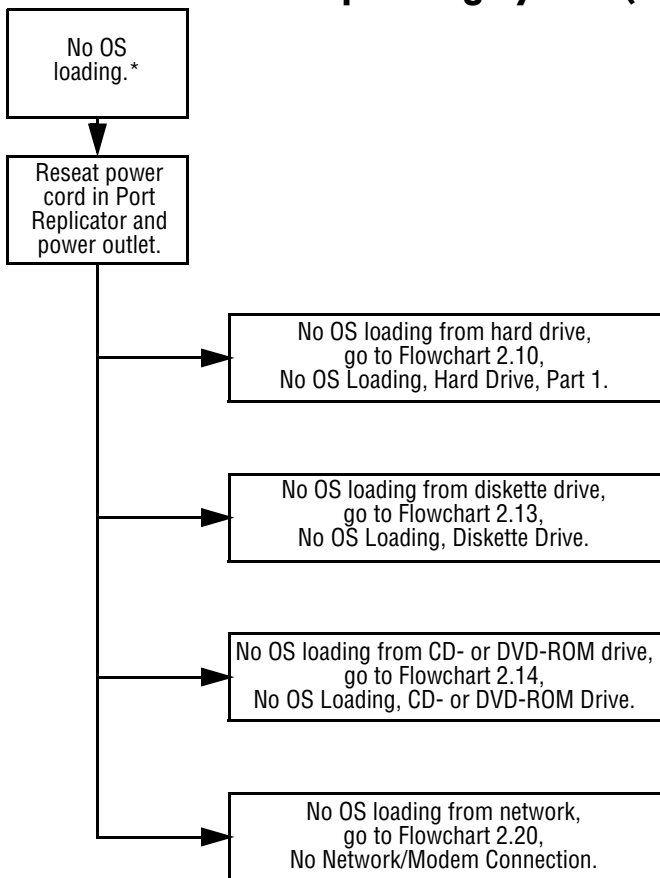 No OS
loading.*
Reseat power
cord in Port
Replicator and
power outlet.
No OS loading from hard drive,
go to Flowchart 2.10,
No OS Loading, Hard Drive, Part 1.
No OS loading from diskette drive,
go to Flowchart 2.13,
No OS Loading, Diskette Drive.
No OS loading from CD- or DVD-ROM drive,
go to Flowchart 2.14,
No OS Loading, CD- or DVD-ROM Drive.
No OS loading from network,
go to Flowchart 2.20,
No Network/Modem Connection.